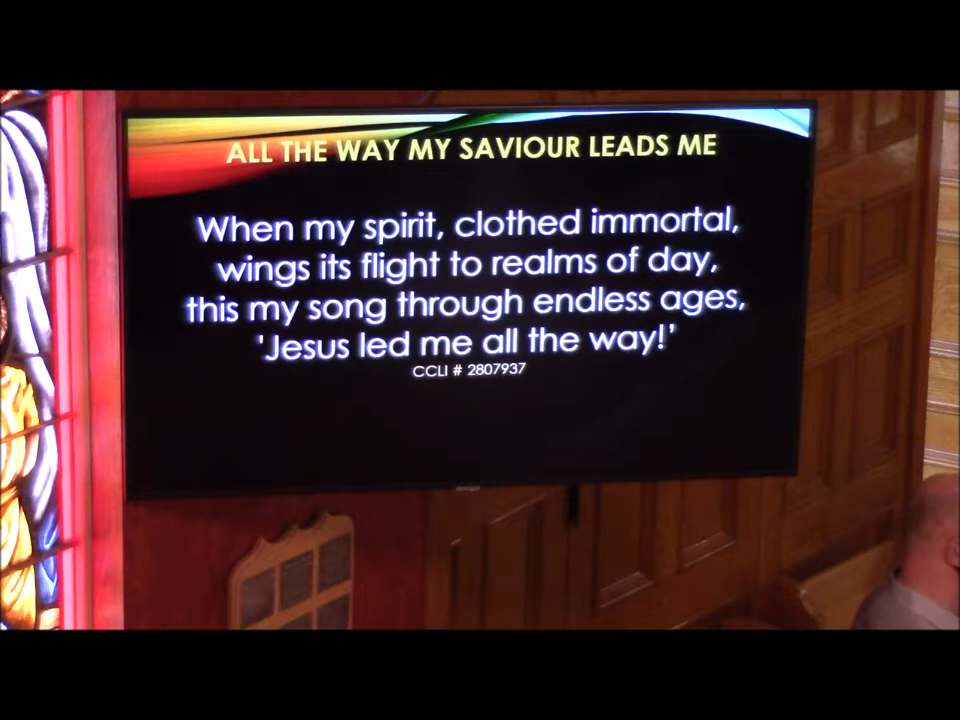 ALL THE WAY MY SAVIOUR LEADS ME
When my spirit, clothed immortal,
wings its flight to realms of day,
this my song through endless ages,
'Jesus led me all the way!'
CCLI # 2807937